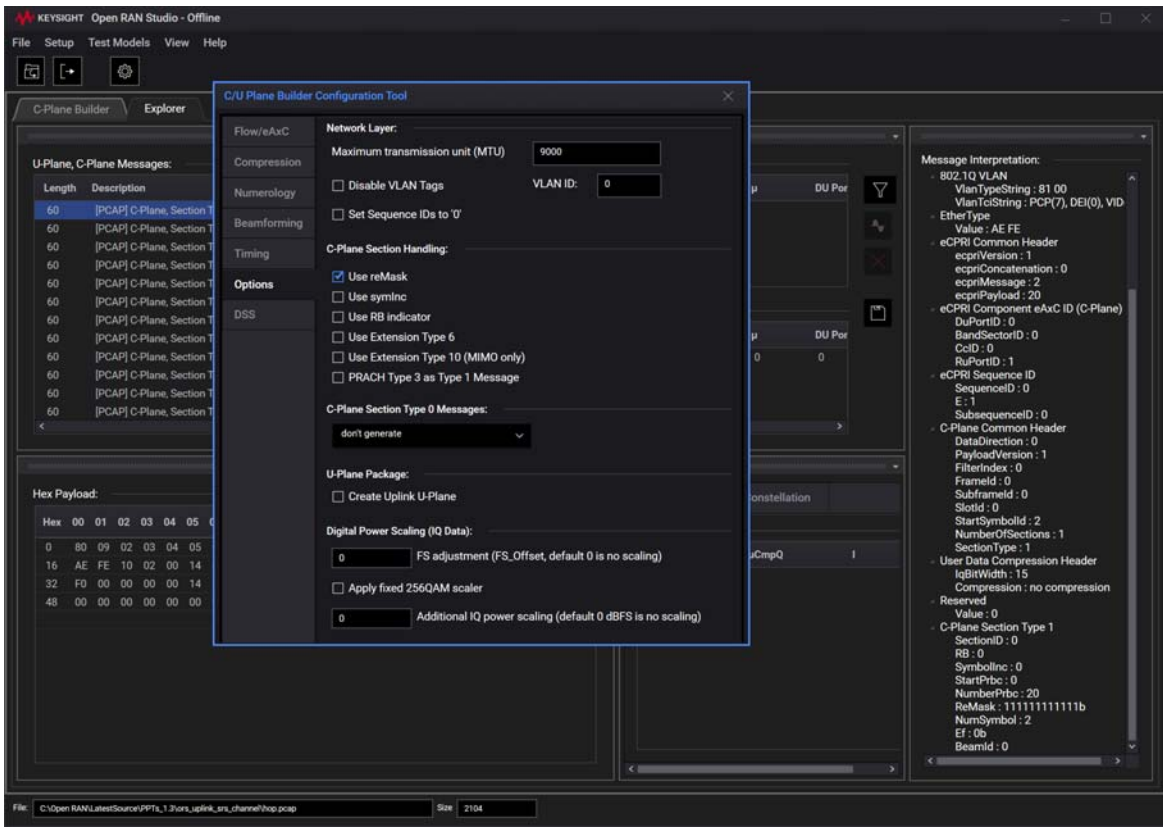 KEYSIGHT Open RAN Studio - Offline
File Setup Test Models View Help
C-Plane Builder Explorer
U-Plane, C-Plane Messages:
Length Description
60 [PCAP] C-Plane, Section T
60 [PCAP] C-Plane, Section T
60 [PCAP] C-Plane, Section T
60 [PCAP] C-Plane, Section T
60 [PCAP] C-Plane, Section T
60 [PCAP] C-Plane, Section T
60 [PCAP] C-Plane, Section T
60 [PCAP] C-Plane, Section T
60 [PCAP] C-Plane, Section T
60 [PCAP] C-Plane, Section T
60 [PCAP] C-Plane, Section T
60 [PCAP] C-Plane, Section T
Hex Payload:
Hex 00 01 02 03 04 05
0 80 09 02 03 04 05
16 AE FE 10 02 00 14
32 F0 00 00 00 00 14
48 00 00 00 00 00 00
C/U Plane Builder Configuration Tool
Flow/eAxC
Compression
Numerology
Beamforming
Timing
Options
DSS
Network Layer:
Maximum transmission unit (MTU) 9000
Disable VLAN Tags VLAN ID: 0
Set Sequence IDs to '0'
C-Plane Section Handling:
Use reMask
Use symInc
Use RB indicator
Use Extension Type 6
Use Extension Type 10 (MIMO only)
PRACH Type 3 as Type 1 Message
C-Plane Section Type 0 Messages:
don't generate
U-Plane Package:
Create Uplink U-Plane
Digital Power Scaling (IQ Data):
0 FS adjustment (FS_Offset, default 0 is no scaling)
Apply fixed 256QAM scaler
0 Additional IQ power scaling (default 0 dBFS is no scaling)
μ DU Por
μ DU Por
0 0
onstellation
uCmpQ I
Message Interpretation:
802.1Q VLAN
VlanTypeString : 81 00
VlanTciString : PCP(7), DEI(0), VID
EtherType
Value : AE FE
eCPRI Common Header
ecpriVersion : 1
ecpriConcatenation : 0
ecpriMessage : 2
ecpriPayload : 20
eCPRI Component eAxC ID (C-Plane)
DuPortID : 0
BandSectorID : 0
CcID : 0
RuPortID : 1
eCPRI Sequence ID
SequenceID : 0
E : 1
SubsequenceID : 0
C-Plane Common Header
DataDirection : 0
PayloadVersion : 1
FilterIndex : 0
FrameId : 0
SubframeId : 0
SlotId : 0
StartSymbolId : 2
NumberOfSections : 1
SectionType : 1
User Data Compression Header
IqBitWidth : 15
Compression : no compression
Reserved
Value : 0
C-Plane Section Type 1
SectionID : 0
RB : 0
SymbolInc : 0
StartPrbc : 0
NumberPrbc : 20
ReMask : 111111111111b
NumSymbol : 2
Ef : 0b
BeamId : 0
File: C:\Open RAN\LatestSource\PPTs_1.3\ors_uplink_srs_channel\hop.pcap Size 2104